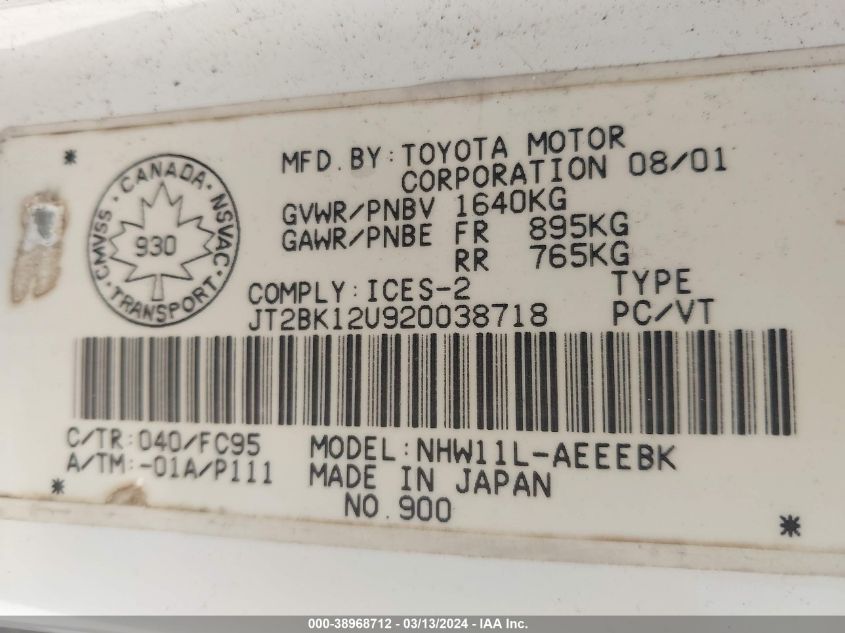 *
CMVSS · CANADA · NSVAC · TRANSPORT ·
930
MFD. BY: TOYOTA MOTOR
CORPORATION 08/01
GVWR/PNBV 1640KG
GAWR/PNBE FR 895KG
RR 765KG
COMPLY: ICES-2 TYPE
JT2BK12U920038718 PC/VT
C/TR: 040/FC95 MODEL: NHW11L-AEEEBK
A/TM: -01A/P111 MADE IN JAPAN
* NO. 900 *
000-38968712 - 03/13/2024 - IAA Inc.